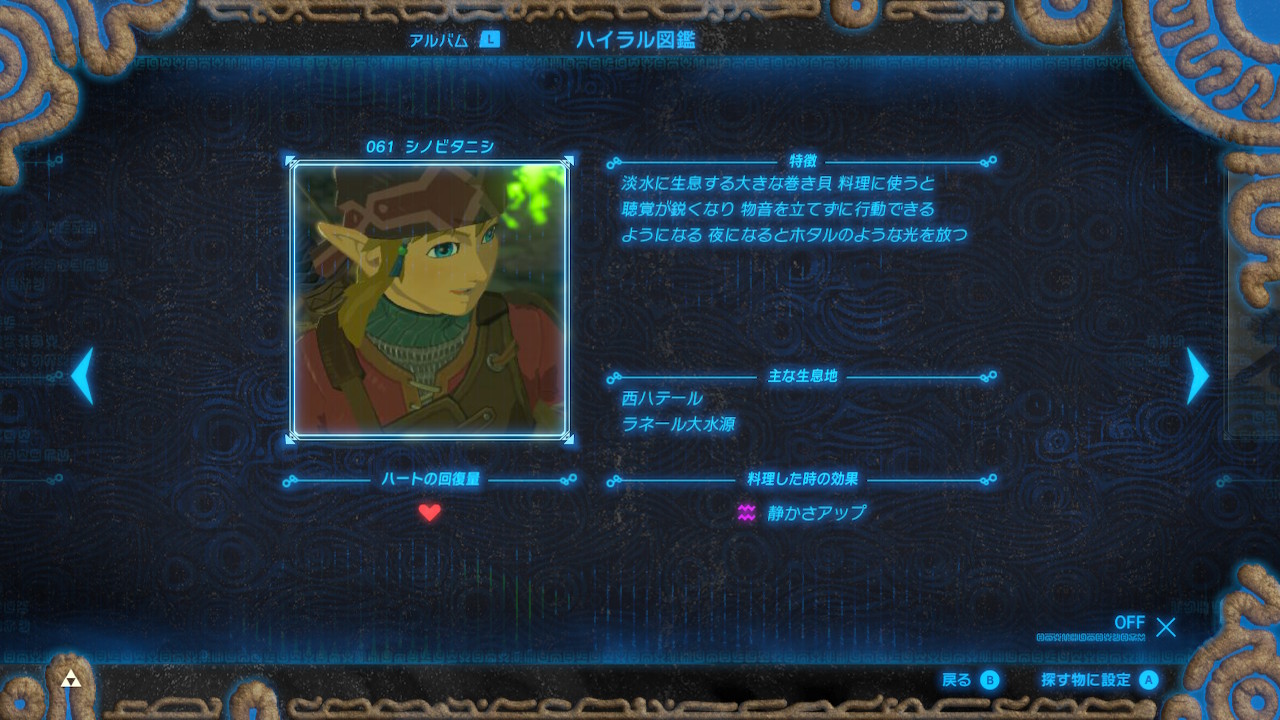 アルバム L
ハイラル図鑑
061 シノビタニシ
特徴
淡水に生息する大きな巻き貝 料理に使うと
聴覚が鋭くなり 物音を立てずに行動できる
ようになる 夜になるとホタルのような光を放つ
主な生息地
西ハテール
ラネール大水源
ハートの回復量
料理した時の効果
静かさアップ
OFF
戻る B
探す物に設定 A